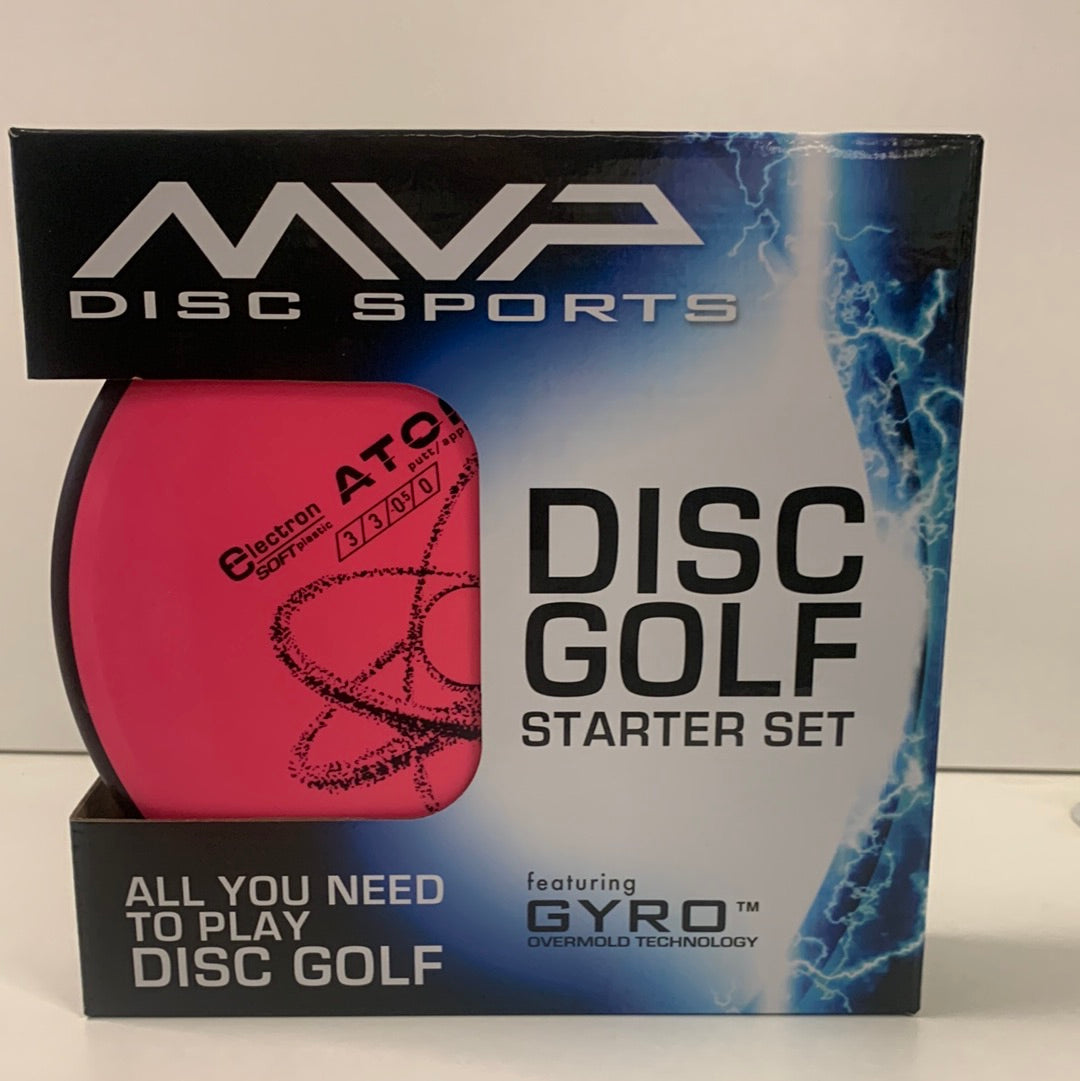 MVP
DISC SPORTS
electron
SOFT plastic
putt/
3/3/-0.5/0
DISC
GOLF
STARTER SET
ALL YOU NEED
TO PLAY
DISC GOLF
featuring
GYRO™
OVERMOLD TECHNOLOGY